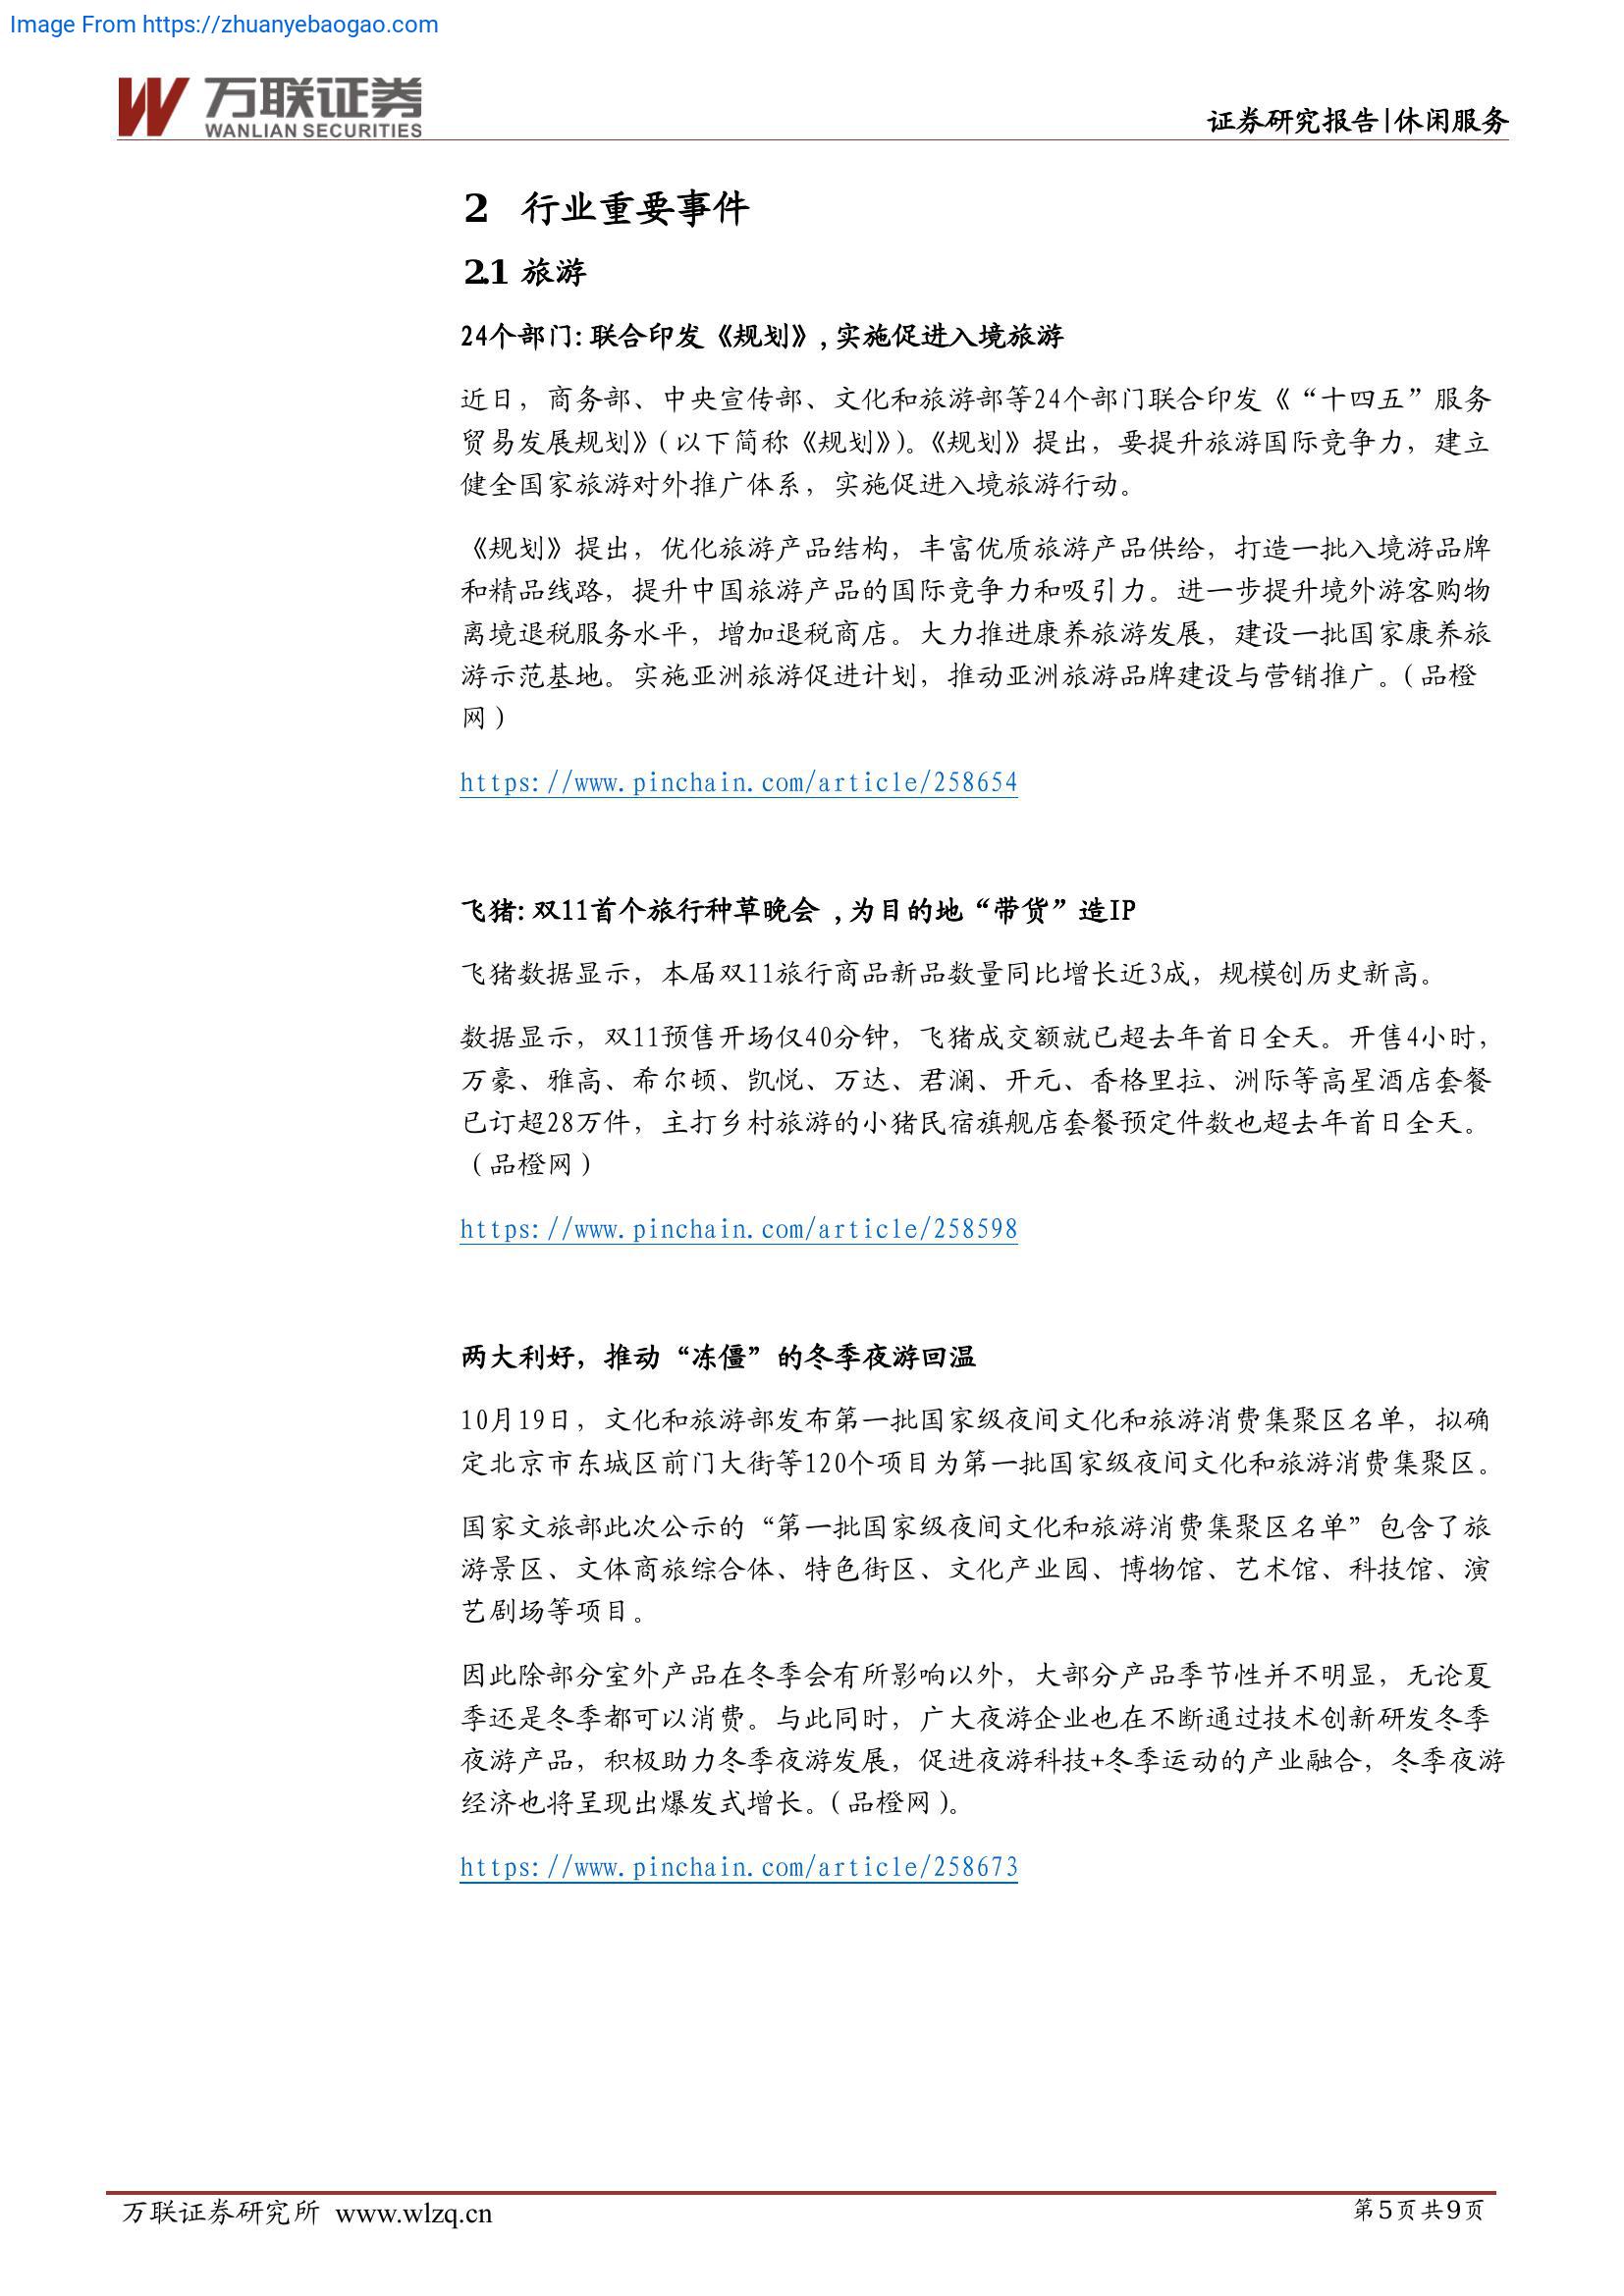 Image From https://zhuanyebaogao.com
万联证券
WANLIAN SECURITIES
证券研究报告|休闲服务
2 行业重要事件
2.1 旅游
24个部门:联合印发《规划》,实施促进入境旅游
近日，商务部、中央宣传部、文化和旅游部等24个部门联合印发《“十四五”服务
贸易发展规划》(以下简称《规划》)。《规划》提出，要提升旅游国际竞争力，建立
健全国家旅游对外推广体系，实施促进入境旅游行动。
《规划》提出，优化旅游产品结构，丰富优质旅游产品供给，打造一批入境游品牌
和精品线路，提升中国旅游产品的国际竞争力和吸引力。进一步提升境外游客购物
离境退税服务水平，增加退税商店。大力推进康养旅游发展，建设一批国家康养旅
游示范基地。实施亚洲旅游促进计划，推动亚洲旅游品牌建设与营销推广。(品橙
网)
https://www.pinchain.com/article/258654
飞猪:双11首个旅行种草晚会 ,为目的地“带货”造IP
飞猪数据显示，本届双11旅行商品新品数量同比增长近3成，规模创历史新高。
数据显示，双11预售开场仅40分钟，飞猪成交额就已超去年首日全天。开售4小时，
万豪、雅高、希尔顿、凯悦、万达、君澜、开元、香格里拉、洲际等高星酒店套餐
已订超28万件，主打乡村旅游的小猪民宿旗舰店套餐预定件数也超去年首日全天。
(品橙网)
https://www.pinchain.com/article/258598
两大利好，推动“冻僵”的冬季夜游回温
10月19日，文化和旅游部发布第一批国家级夜间文化和旅游消费集聚区名单，拟确
定北京市东城区前门大街等120个项目为第一批国家级夜间文化和旅游消费集聚区。
国家文旅部此次公示的“第一批国家级夜间文化和旅游消费集聚区名单”包含了旅
游景区、文体商旅综合体、特色街区、文化产业园、博物馆、艺术馆、科技馆、演
艺剧场等项目。
因此除部分室外产品在冬季会有所影响以外，大部分产品季节性并不明显，无论夏
季还是冬季都可以消费。与此同时，广大夜游企业也在不断通过技术创新研发冬季
夜游产品，积极助力冬季夜游发展，促进夜游科技+冬季运动的产业融合，冬季夜游
经济也将呈现出爆发式增长。(品橙网)。
https://www.pinchain.com/article/258673
万联证券研究所 www.wlzq.cn
第5页共9页